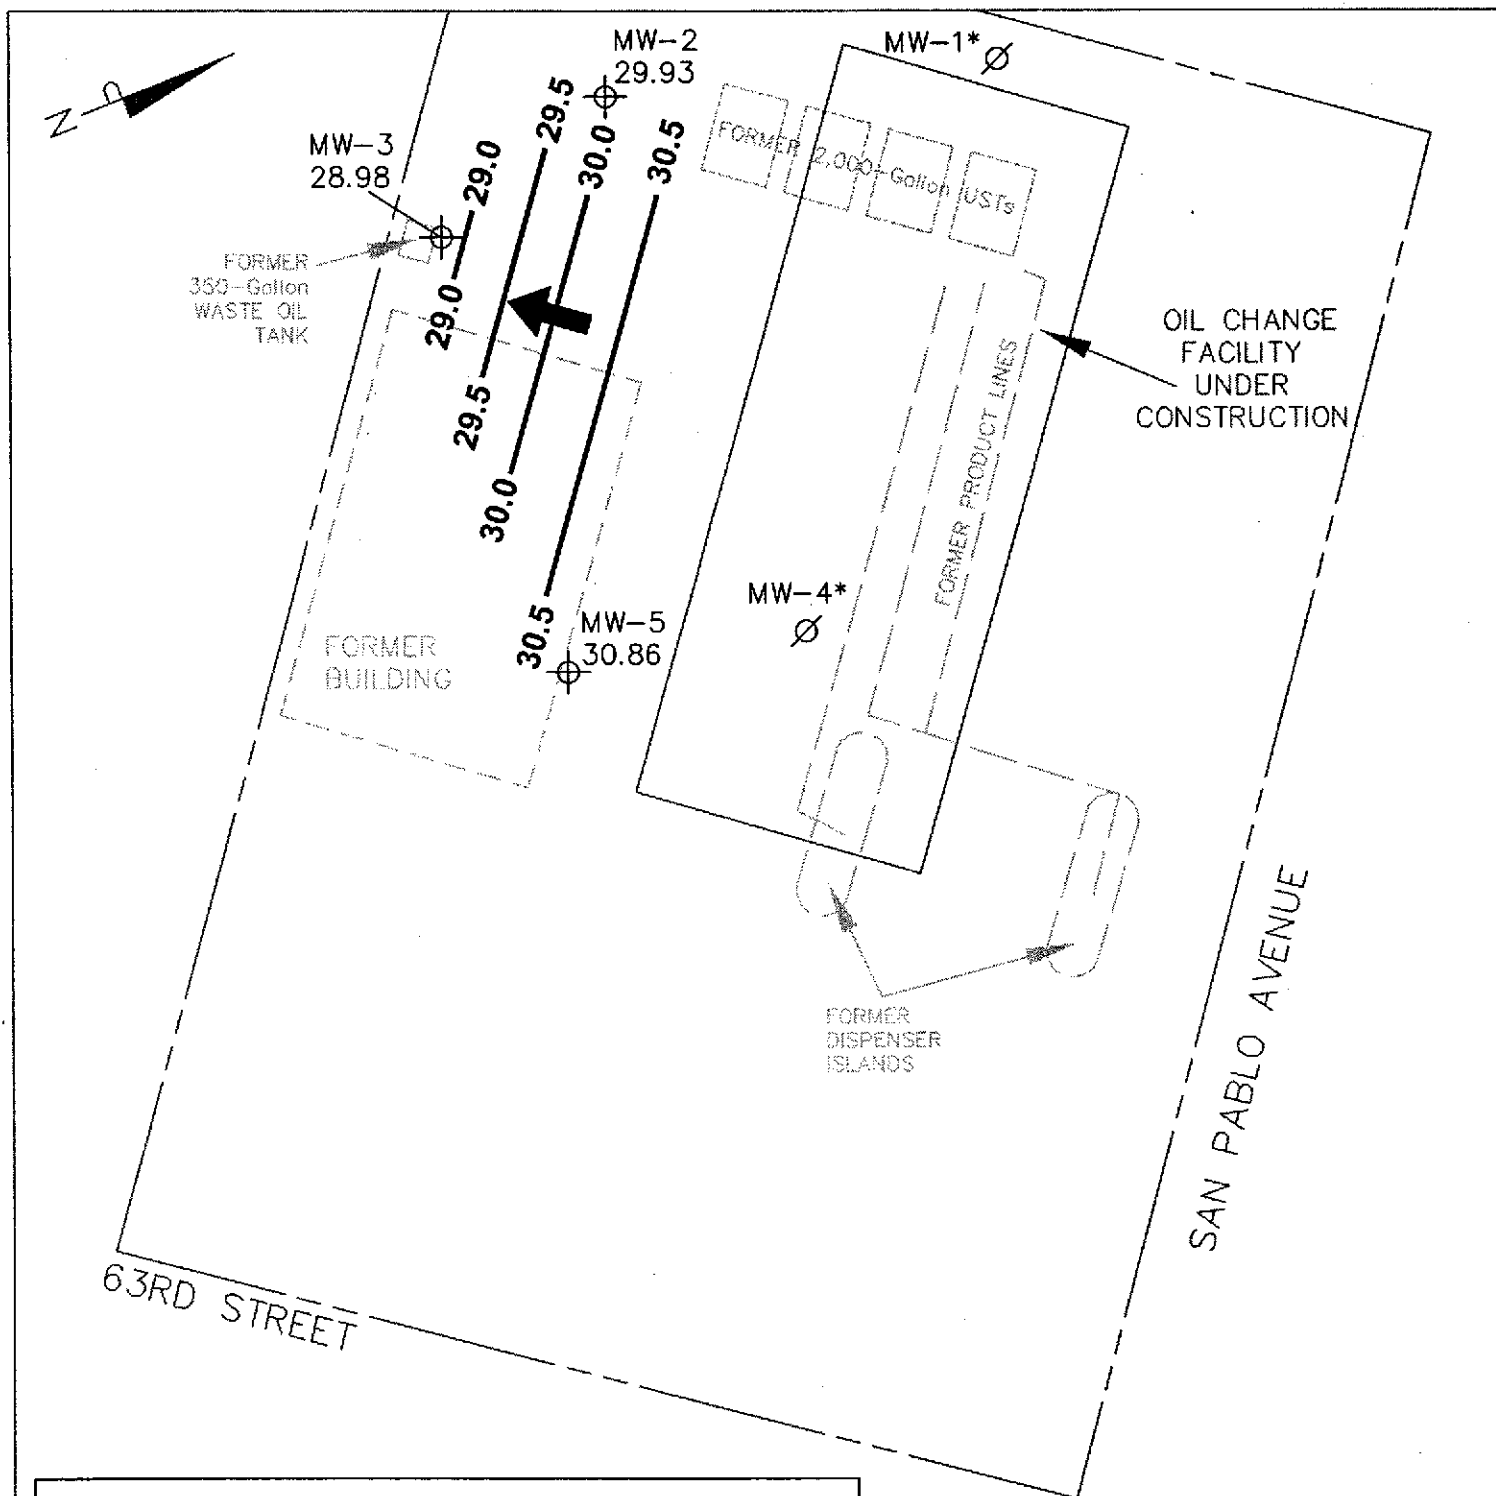 N
MW-2
29.93
MW-1*
MW-3
28.98
29.0
29.5
30.0
30.5
FORMER 2,000-Gallon USTs
FORMER
350-Gallon
WASTE OIL
TANK
29.0
29.5
30.0
30.5
OIL CHANGE
FACILITY
UNDER
CONSTRUCTION
FORMER PRODUCT LINES
MW-4*
MW-5
30.86
FORMER
BUILDING
FORMER
DISPENSER
ISLANDS
SAN PABLO AVENUE
63RD STREET